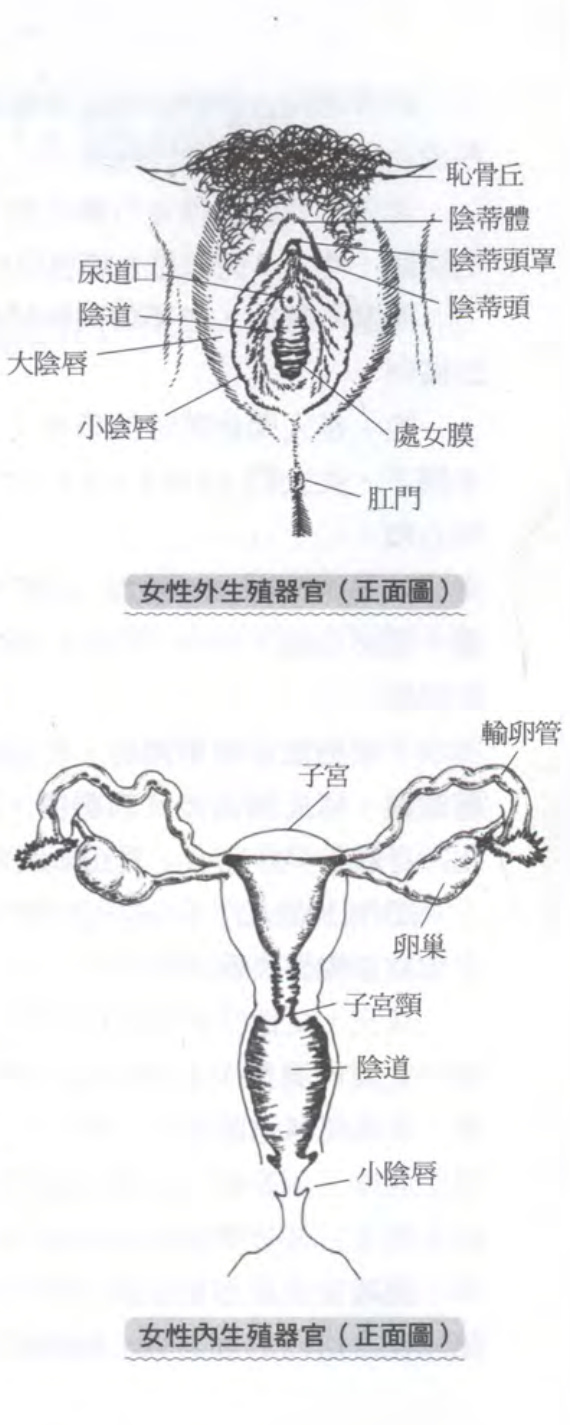 恥骨丘
陰蒂體
陰蒂頭罩
陰蒂頭
尿道口
陰道
大陰唇
小陰唇
處女膜
肛門
女性外生殖器官（正面圖）
輸卵管
子宮
卵巢
子宮頸
陰道
小陰唇
女性內生殖器官（正面圖）